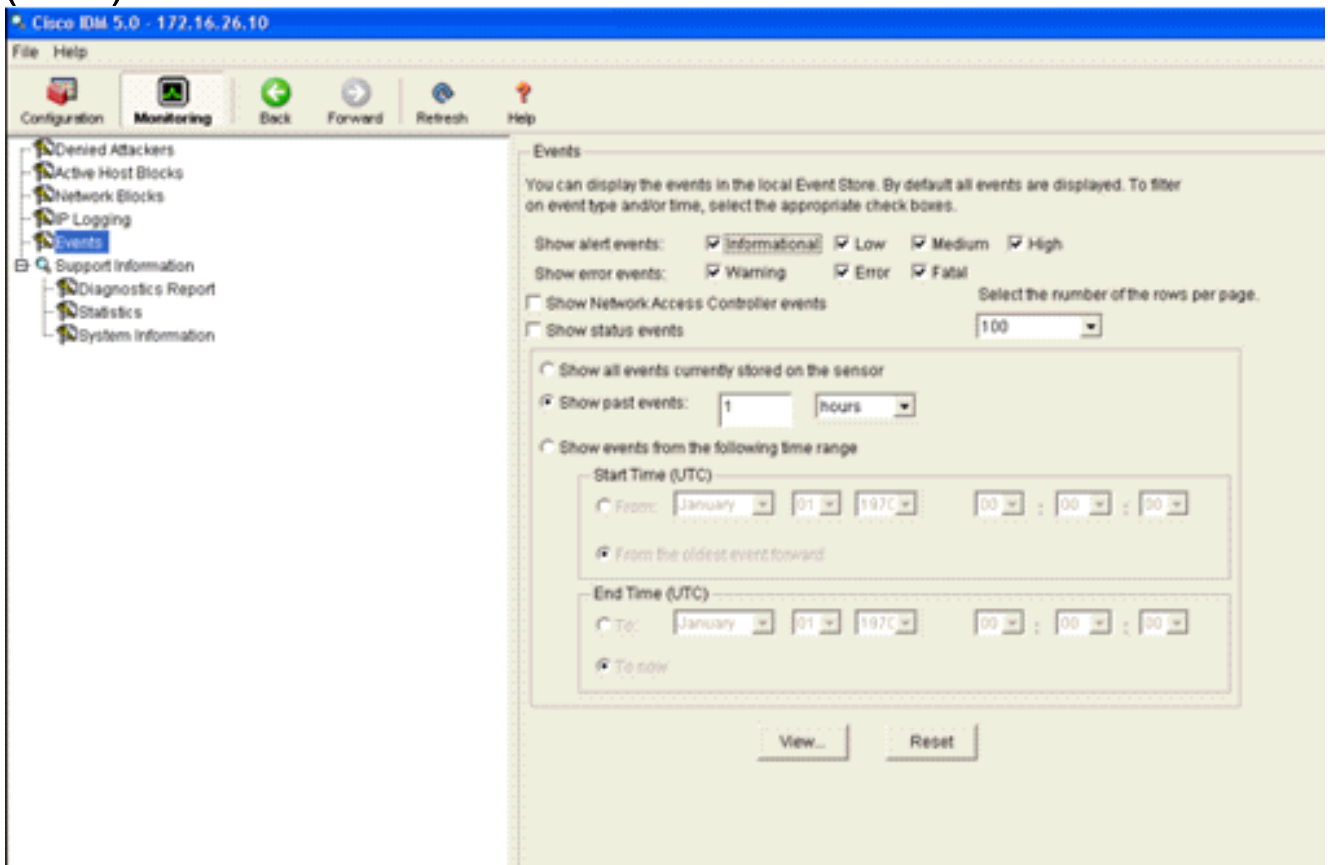 Cisco IDM 5.0 - 172.16.26.10
File Help
Configuration Monitoring Back Forward Refresh Help
Denied Attackers
Active Host Blocks
Network Blocks
IP Logging
Events
Support Information
Diagnostics Report
Statistics
System Information
Events
You can display the events in the local Event Store. By default all events are displayed. To filter
on event type and/or time, select the appropriate check boxes.
Show alert events: Informational Low Medium High
Show error events: Warning Error Fatal
Show Network Access Controller events
Select the number of the rows per page.
Show status events
100
Show all events currently stored on the sensor
Show past events: 1 hours
Show events from the following time range
Start Time (UTC)
From: January 01 1970 00 : 00 : 00
From the oldest event forward
End Time (UTC)
To: January 01 1970 00 : 00 : 00
To now
View... Reset